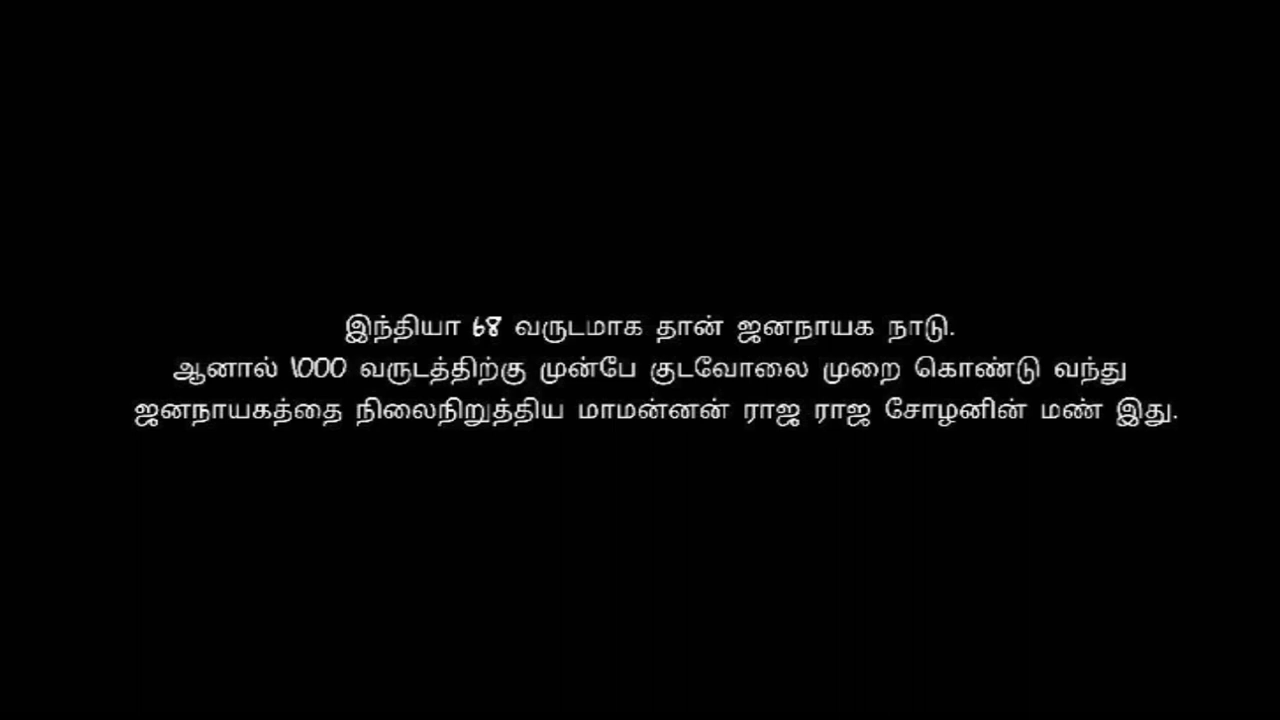 இந்தியா 68 வருடமாக தான் ஜனநாயக நாடு.
ஆனால் 1000 வருடத்திற்கு முன்பே குடவோலை முறை கொண்டு வந்து
ஜனநாயகத்தை நிலைநிறுத்திய மாமன்னன் ராஜ ராஜ சோழனின் மண் இது.